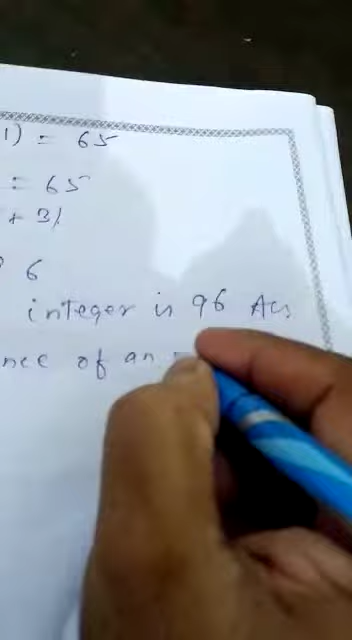 1) = 65
= 65
+ 31
6
integer is 96 Ans
nce of an